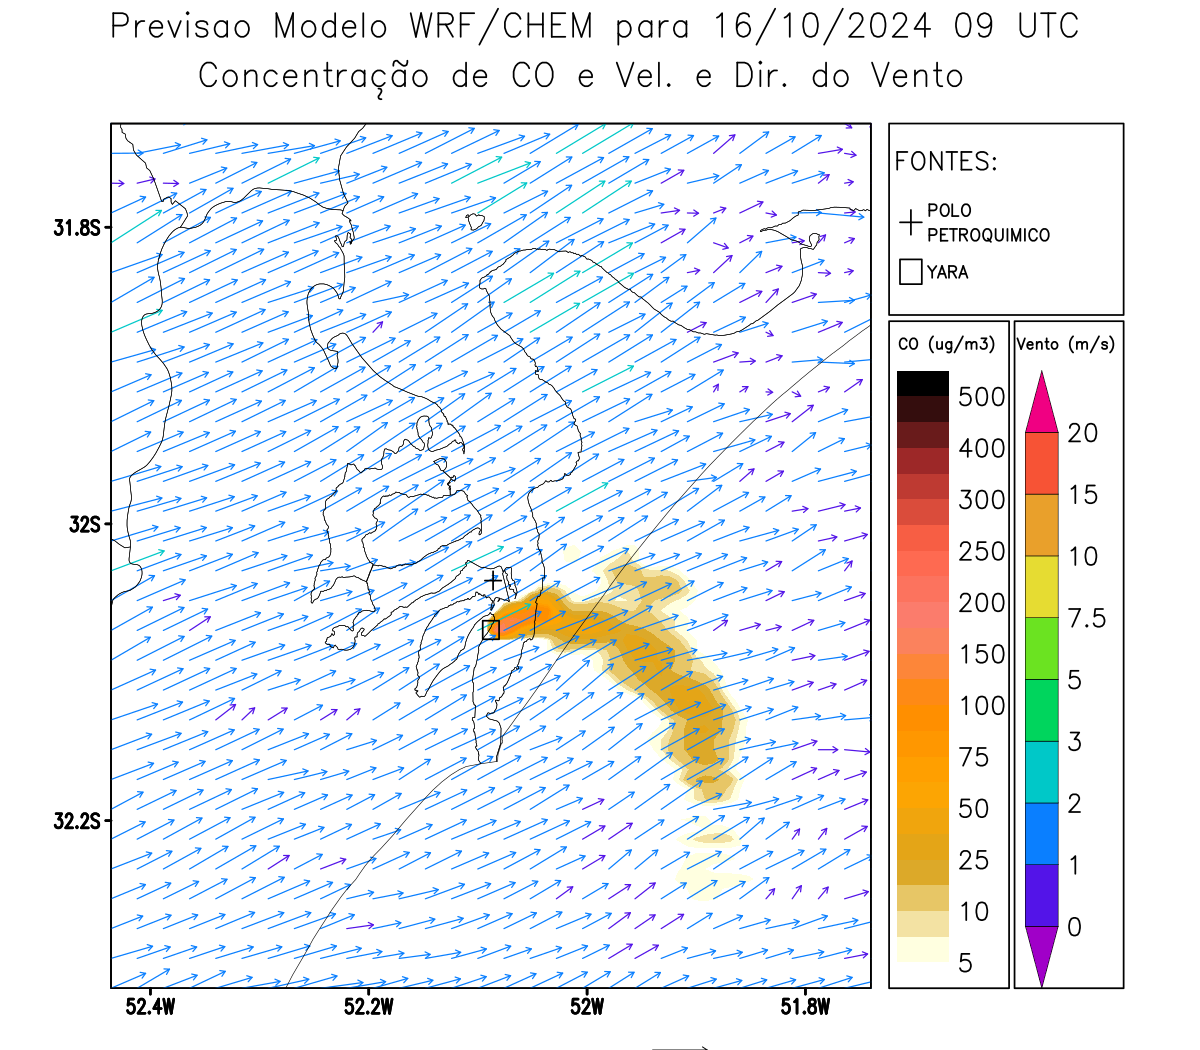 Previsao Modelo WRF/CHEM para 16/10/2024 09 UTC
Concentração de CO e Vel. e Dir. do Vento
FONTES:
POLO
PETROQUIMICO
YARA
CO (ug/m3)
500
400
300
250
200
150
100
75
50
25
10
5
Vento (m/s)
20
15
10
7.5
5
3
2
1
0
31.8S
32S
32.2S
52.4W
52.2W
52W
51.8W